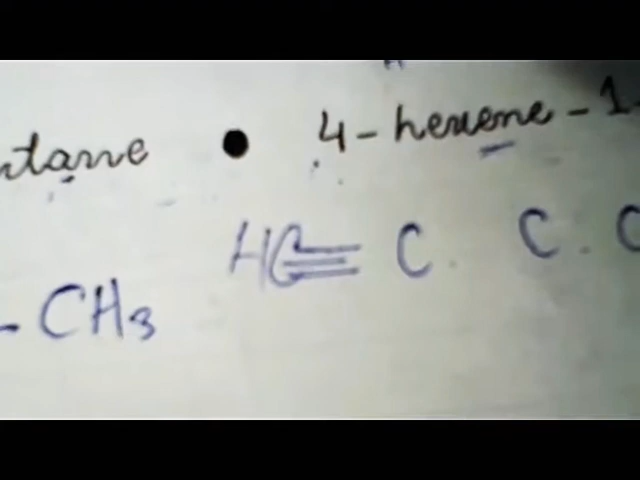 ntane • 4-hexene-1-
HC≡C. C. C
- CH3